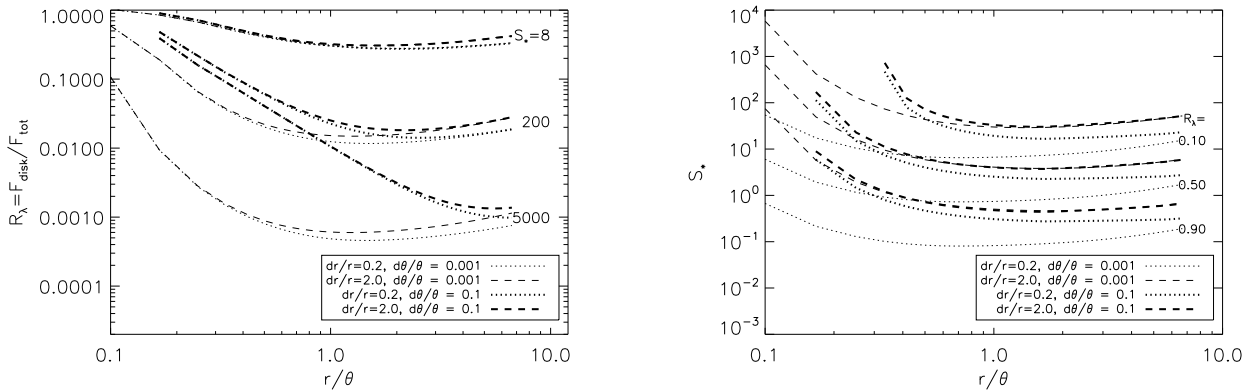 1.0000
0.1000
0.0100
0.0010
0.0001
R_λ=F_disk/F_tot
S_*=8
200
5000
dr/r=0.2, dθ/θ = 0.001
dr/r=2.0, dθ/θ = 0.001
dr/r=0.2, dθ/θ = 0.1
dr/r=2.0, dθ/θ = 0.1
0.1 1.0 10.0
r/θ
10^4
10^3
10^2
10^1
10^0
10^-1
10^-2
10^-3
S_*
R_λ=
0.10
0.50
0.90
dr/r=0.2, dθ/θ = 0.001
dr/r=2.0, dθ/θ = 0.001
dr/r=0.2, dθ/θ = 0.1
dr/r=2.0, dθ/θ = 0.1
0.1 1.0 10.0
r/θ